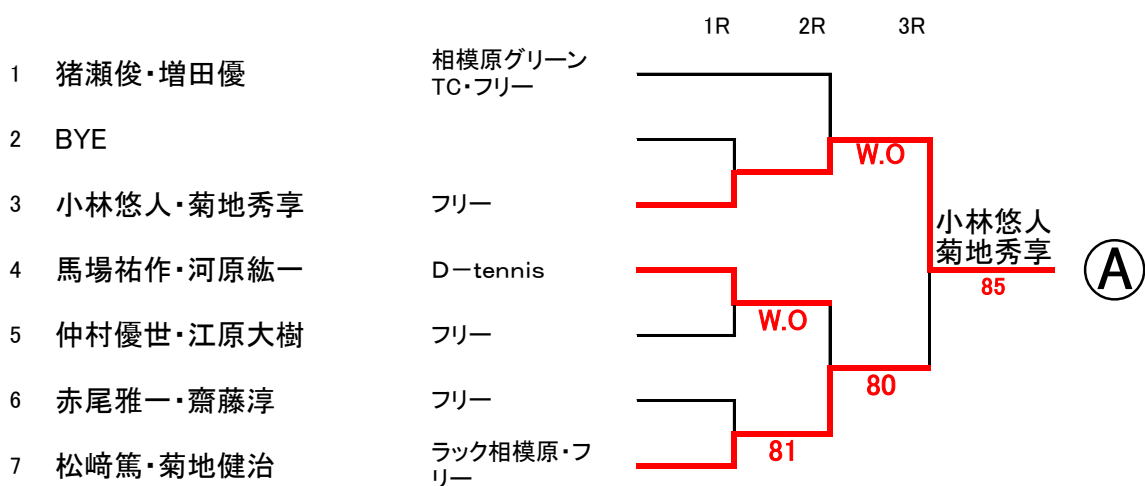 1R 2R 3R
1 猪瀬俊・増田優 相模原グリーン
TC・フリー
2 BYE
W.O
3 小林悠人・菊地秀享 フリー
小林悠人
菊地秀享
4 馬場祐作・河原紘一 D－tennis
85
Ⓐ
W.O
5 仲村優世・江原大樹 フリー
80
6 赤尾雅一・齋藤淳 フリー
81
7 松﨑篤・菊地健治 ラック相模原・フ
リー